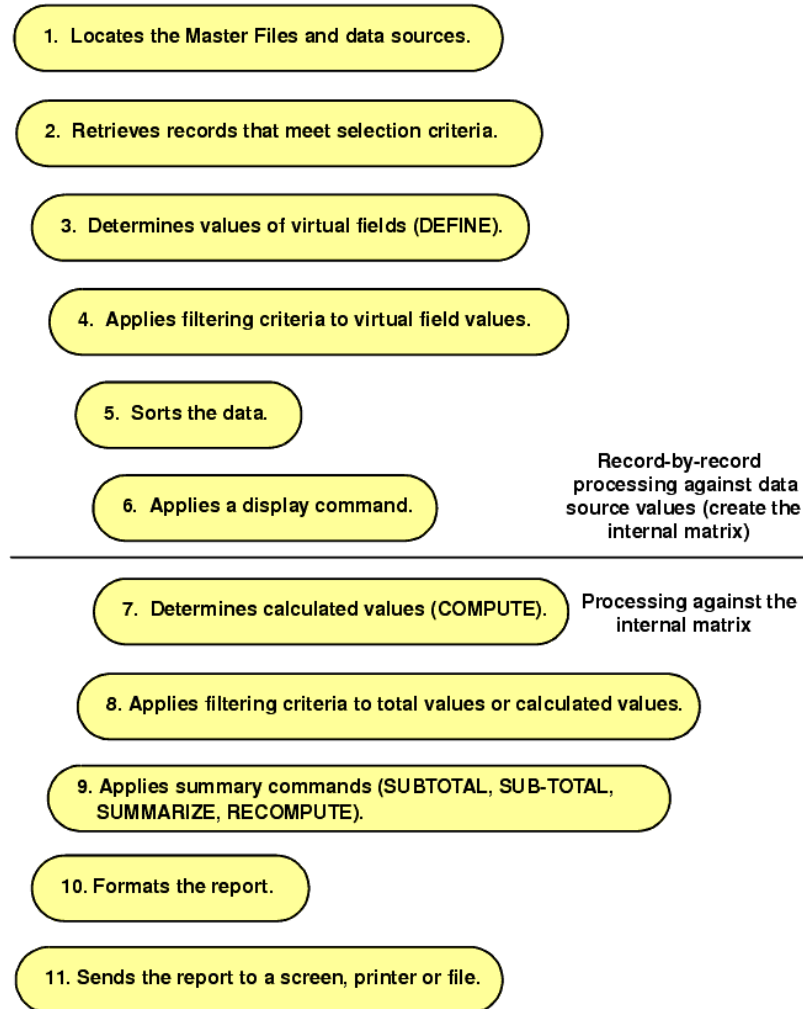 1. Locates the Master Files and data sources.
2. Retrieves records that meet selection criteria.
3. Determines values of virtual fields (DEFINE).
4. Applies filtering criteria to virtual field values.
5. Sorts the data.
Record-by-record
processing against data
source values (create the
internal matrix)
6. Applies a display command.
7. Determines calculated values (COMPUTE).
Processing against the
internal matrix
8. Applies filtering criteria to total values or calculated values.
9. Applies summary commands (SUBTOTAL, SUB-TOTAL,
SUMMARIZE, RECOMPUTE).
10. Formats the report.
11. Sends the report to a screen, printer or file.